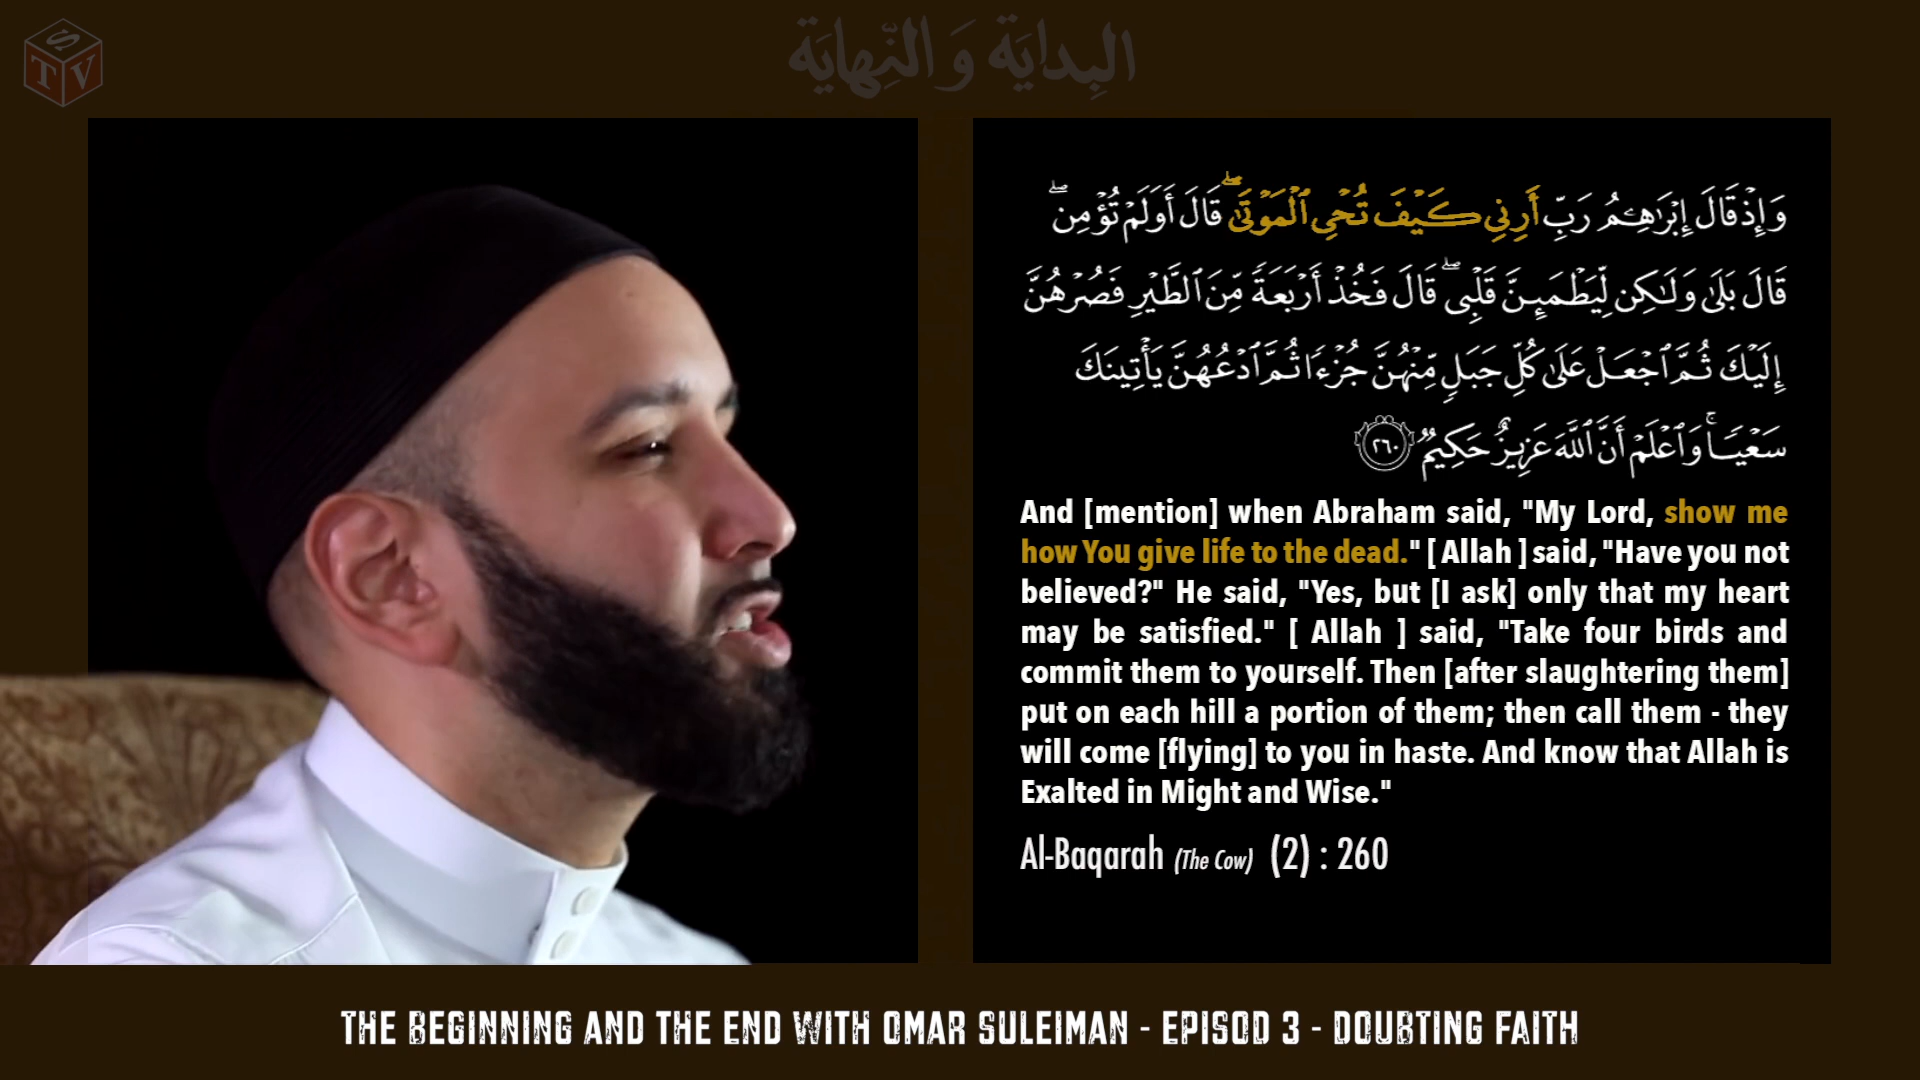 S
T V
البِدايَة وَ النِّهايَة
وَإِذْ قَالَ إِبْرَٰهِـۧمُ رَبِّ أَرِنِي كَيْفَ تُحْيِ ٱلْمَوْتَىٰ ۖ قَالَ أَوَلَمْ تُؤْمِن ۖ
قَالَ بَلَىٰ وَلَـٰكِن لِّيَطْمَئِنَّ قَلْبِى ۖ قَالَ فَخُذْ أَرْبَعَةً مِّنَ ٱلطَّيْرِ فَصُرْهُنَّ
إِلَيْكَ ثُمَّ ٱجْعَلْ عَلَىٰ كُلِّ جَبَلٍ مِّنْهُنَّ جُزْءًا ثُمَّ ٱدْعُهُنَّ يَأْتِينَكَ
سَعْيًا ۚ وَٱعْلَمْ أَنَّ ٱللَّهَ عَزِيزٌ حَكِيمٌ ٢٦٠
And [mention] when Abraham said, "My Lord, show me
how You give life to the dead." [ Allah ] said, "Have you not
believed?" He said, "Yes, but [I ask] only that my heart
may be satisfied." [ Allah ] said, "Take four birds and
commit them to yourself. Then [after slaughtering them]
put on each hill a portion of them; then call them - they
will come [flying] to you in haste. And know that Allah is
Exalted in Might and Wise."
Al-Baqarah (The Cow) (2) : 260
THE BEGINNING AND THE END WITH OMAR SULEIMAN - EPISOD 3 - DOUBTING FAITH